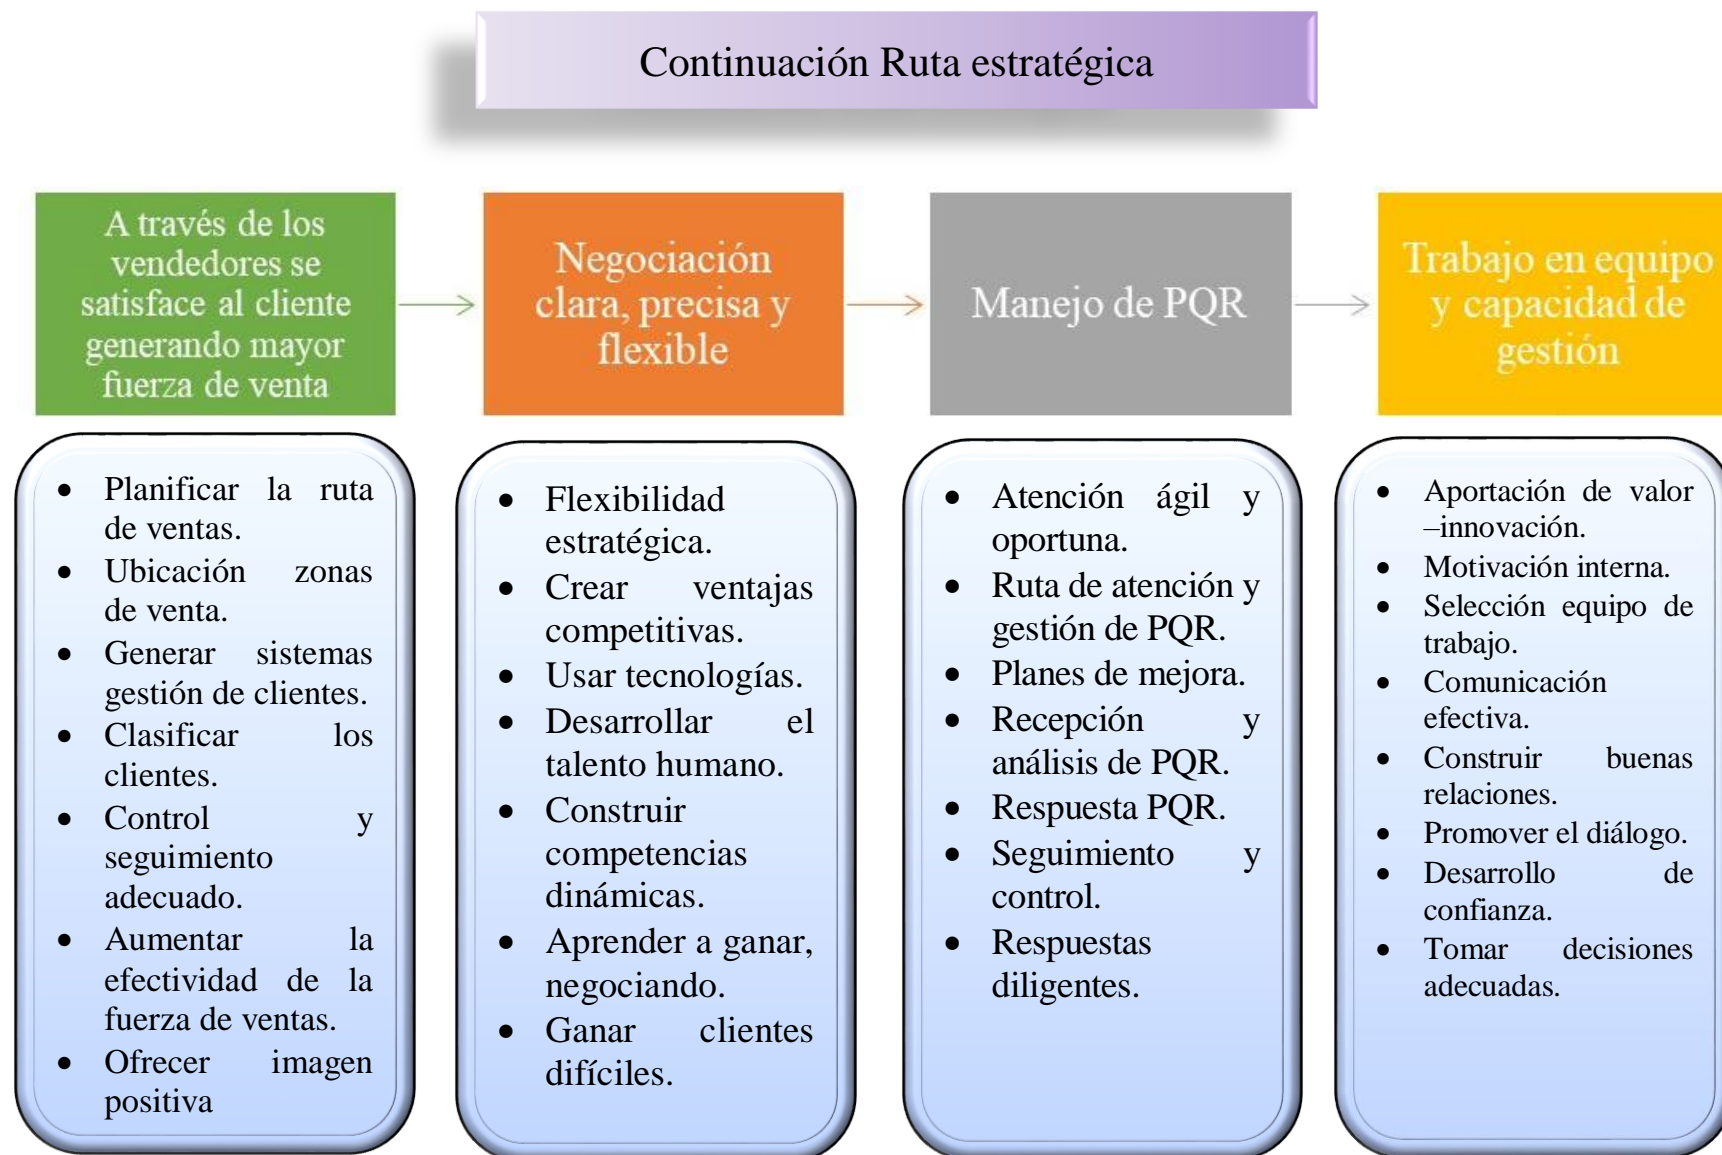 Continuación Ruta estratégica
A través de los
vendedores se
satisface al cliente
generando mayor
fuerza de venta
Negociación
clara, precisa y
flexible
Manejo de PQR
Trabajo en equipo
y capacidad de
gestión
• Planificar la ruta
de ventas.
• Ubicación zonas
de venta.
• Generar sistemas
gestión de clientes.
• Clasificar los
clientes.
• Control y
seguimiento
adecuado.
• Aumentar la
efectividad de la
fuerza de ventas.
• Ofrecer imagen
positiva
• Flexibilidad
estratégica.
• Crear ventajas
competitivas.
• Usar tecnologías.
• Desarrollar el
talento humano.
• Construir
competencias
dinámicas.
• Aprender a ganar,
negociando.
• Ganar clientes
difíciles.
• Atención ágil y
oportuna.
• Ruta de atención y
gestión de PQR.
• Planes de mejora.
• Recepción y
análisis de PQR.
• Respuesta PQR.
• Seguimiento y
control.
• Respuestas
diligentes.
• Aportación de valor
–innovación.
• Motivación interna.
• Selección equipo de
trabajo.
• Comunicación
efectiva.
• Construir buenas
relaciones.
• Promover el diálogo.
• Desarrollo de
confianza.
• Tomar decisiones
adecuadas.